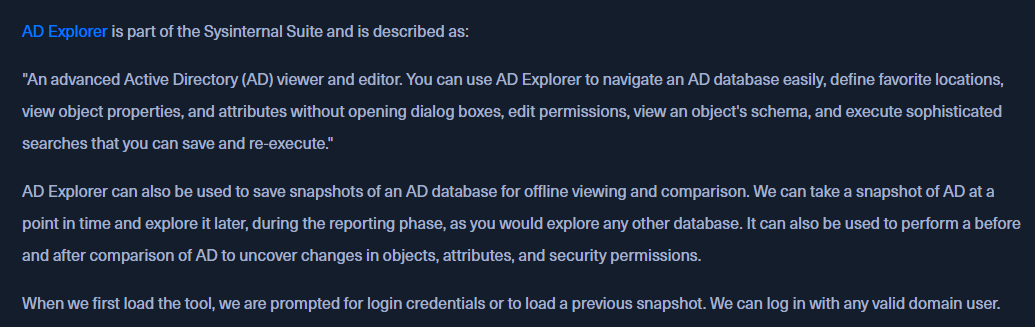 AD Explorer is part of the Sysinternal Suite and is described as:
"An advanced Active Directory (AD) viewer and editor. You can use AD Explorer to navigate an AD database easily, define favorite locations,
view object properties, and attributes without opening dialog boxes, edit permissions, view an object's schema, and execute sophisticated
searches that you can save and re-execute."
AD Explorer can also be used to save snapshots of an AD database for offline viewing and comparison. We can take a snapshot of AD at a
point in time and explore it later, during the reporting phase, as you would explore any other database. It can also be used to perform a before
and after comparison of AD to uncover changes in objects, attributes, and security permissions.
When we first load the tool, we are prompted for login credentials or to load a previous snapshot. We can log in with any valid domain user.